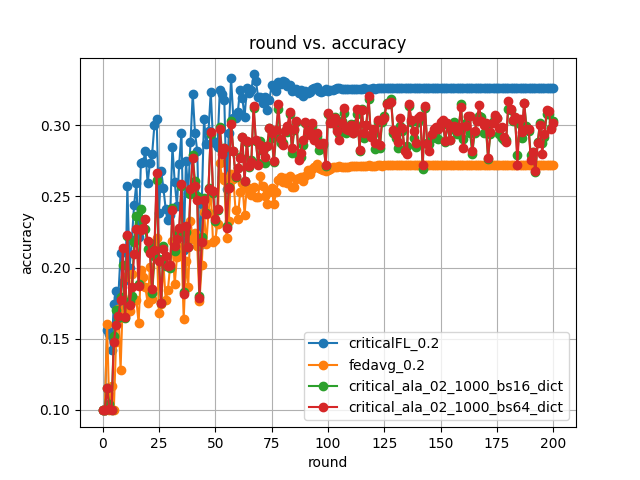 round vs. accuracy
accuracy
0.30
0.25
0.20
0.15
0.10
criticalFL_0.2
fedavg_0.2
critical_ala_02_1000_bs16_dict
critical_ala_02_1000_bs64_dict
0 25 50 75 100 125 150 175 200
round